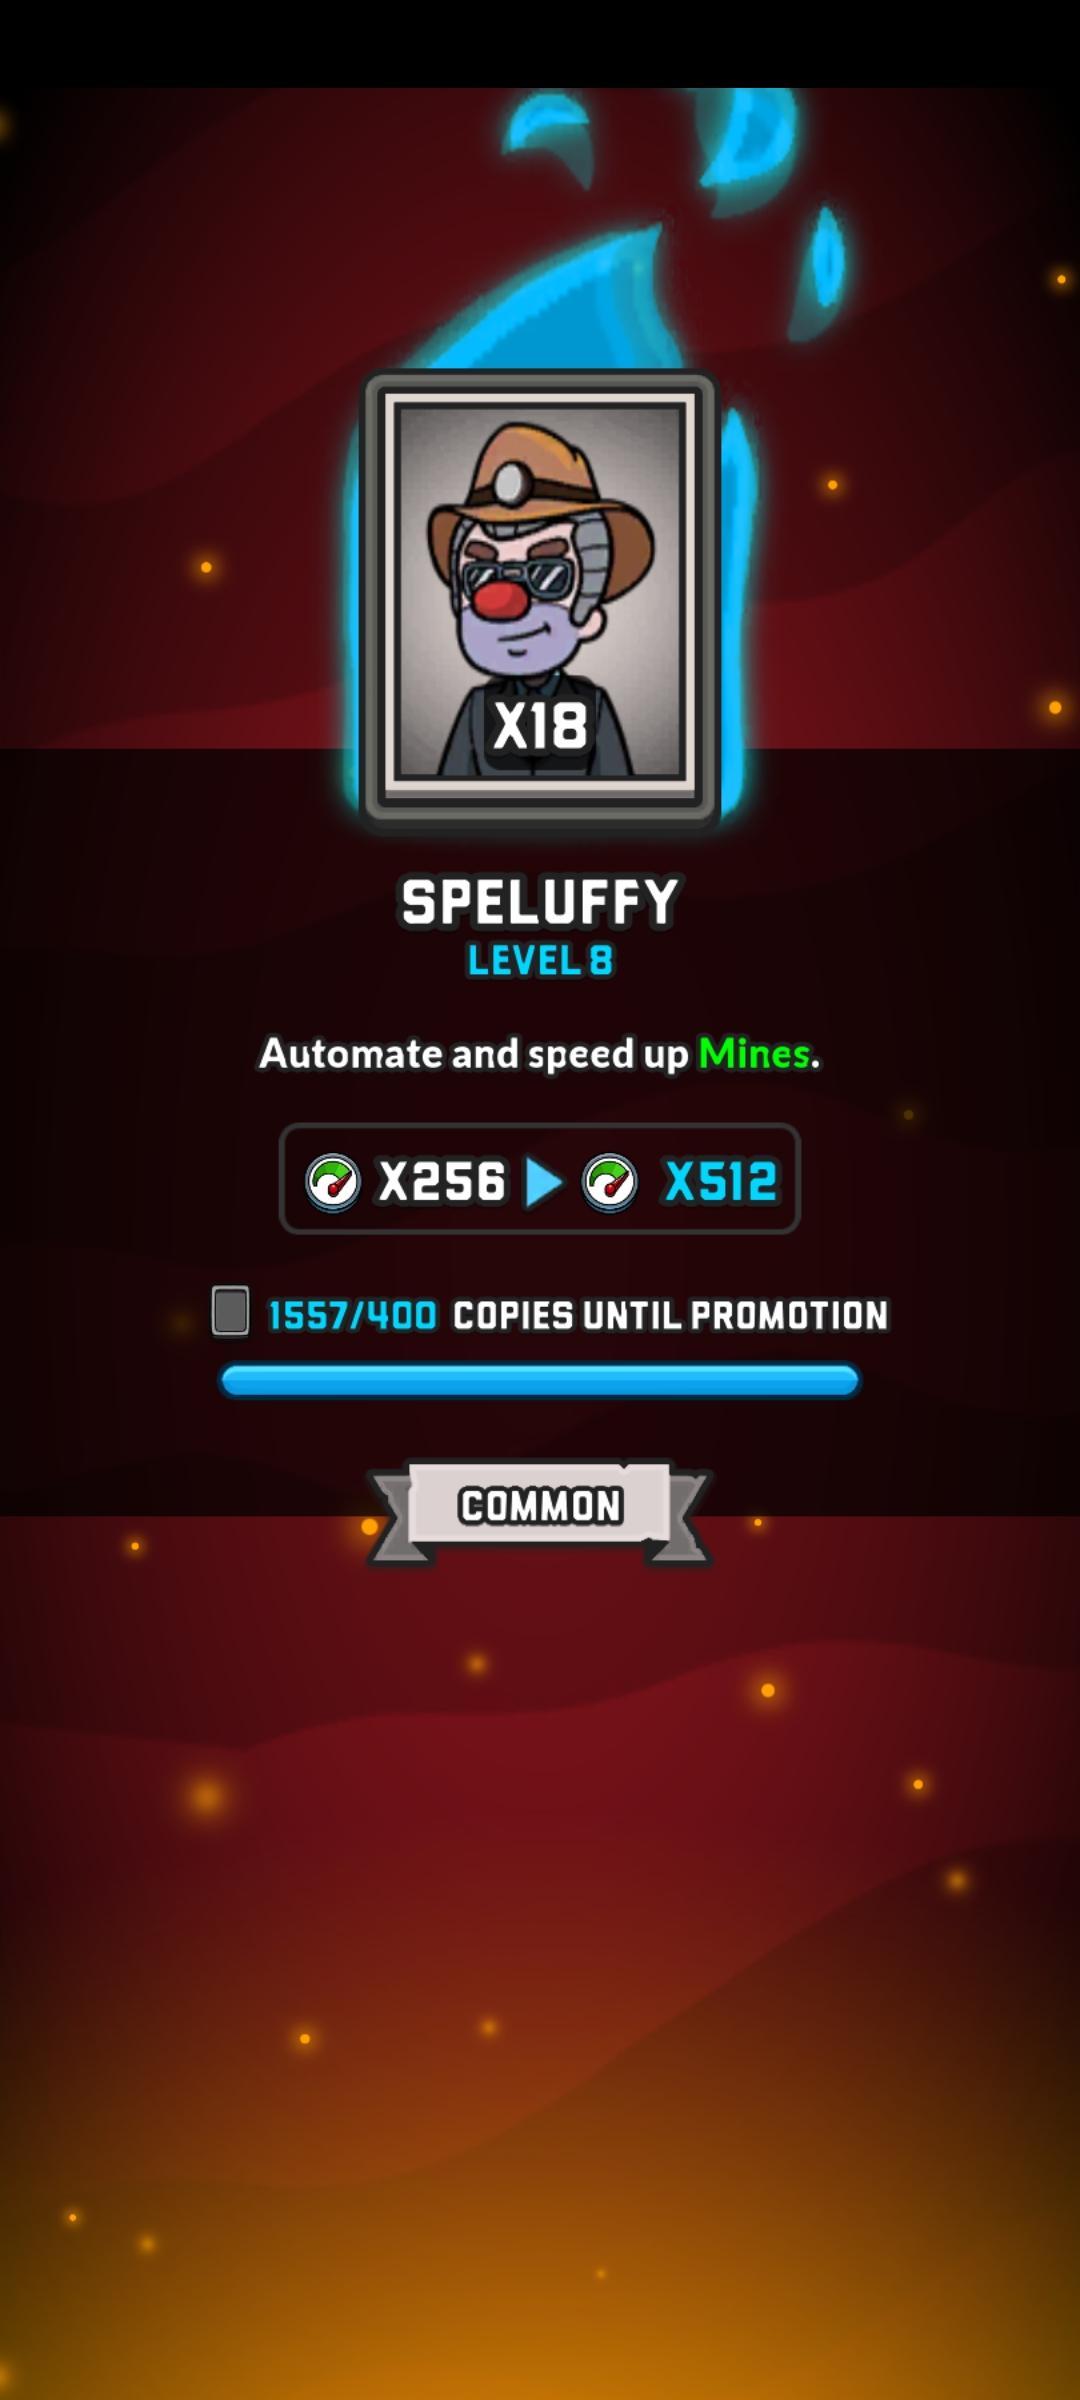 X18
SPELUFFY
LEVEL 8
Automate and speed up Mines.
X256 X512
1557/400 COPIES UNTIL PROMOTION
COMMON